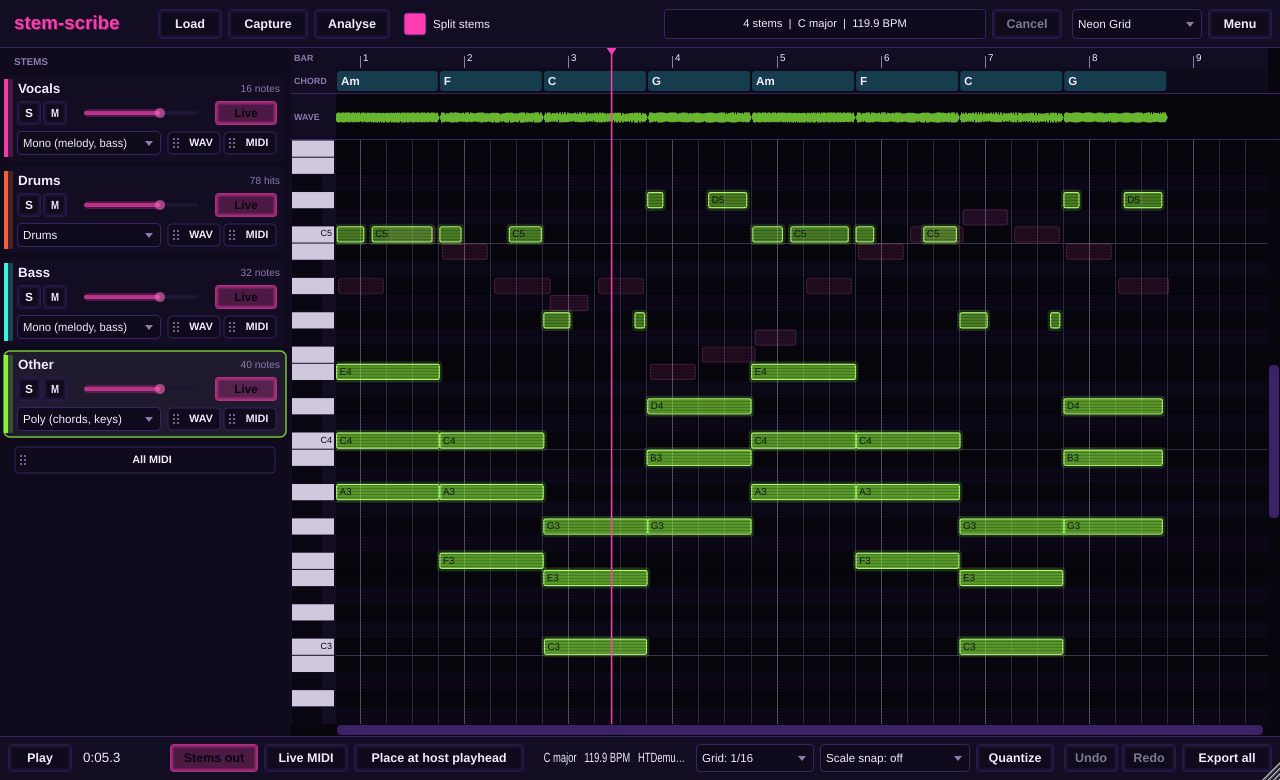 stem-scribe Load Capture Analyse Split stems 4 stems | C major | 119.9 BPM Cancel Neon Grid Menu
STEMS
Vocals 16 notes
S M Live
Mono (melody, bass) WAV MIDI
Drums 78 hits
S M Live
Drums WAV MIDI
Bass 32 notes
S M Live
Mono (melody, bass) WAV MIDI
Other 40 notes
S M Live
Poly (chords, keys) WAV MIDI
All MIDI
BAR 1 2 3 4 5 6 7 8 9
CHORD Am F C G Am F C G
WAVE
D5 D5
C5 C5 C5 C5 C5
E4 E4
D4 D4
C4 C4 C4 C4 C4
B3 B3
A3 A3 A3 A3
G3 G3 G3 G3
F3 F3
E3 E3
C3 C3 C3
Play 0:05.3 Stems out Live MIDI Place at host playhead C major 119.9 BPM HTDemu... Grid: 1/16 Scale snap: off Quantize Undo Redo Export all